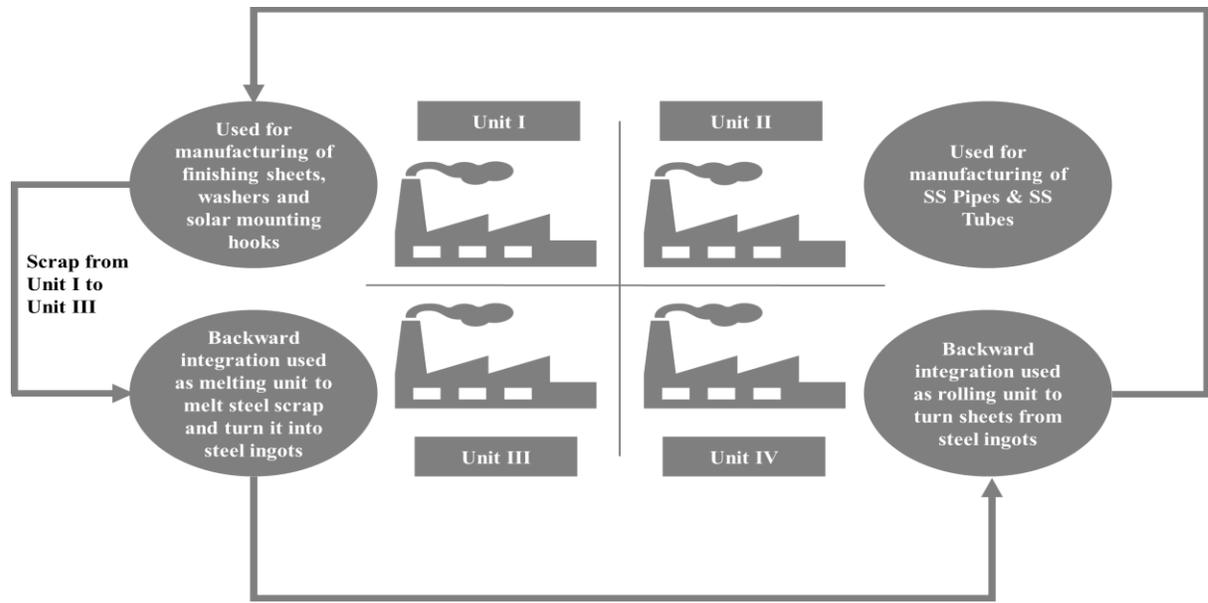 Unit I
Unit II
Used for
manufacturing of
finishing sheets,
washers and
solar mounting
hooks
Used for
manufacturing of
SS Pipes & SS
Tubes
Scrap from
Unit I to
Unit III
Backward
integration used
as melting unit to
melt steel scrap
and turn it into
steel ingots
Backward
integration used
as rolling unit to
turn sheets from
steel ingots
Unit III
Unit IV